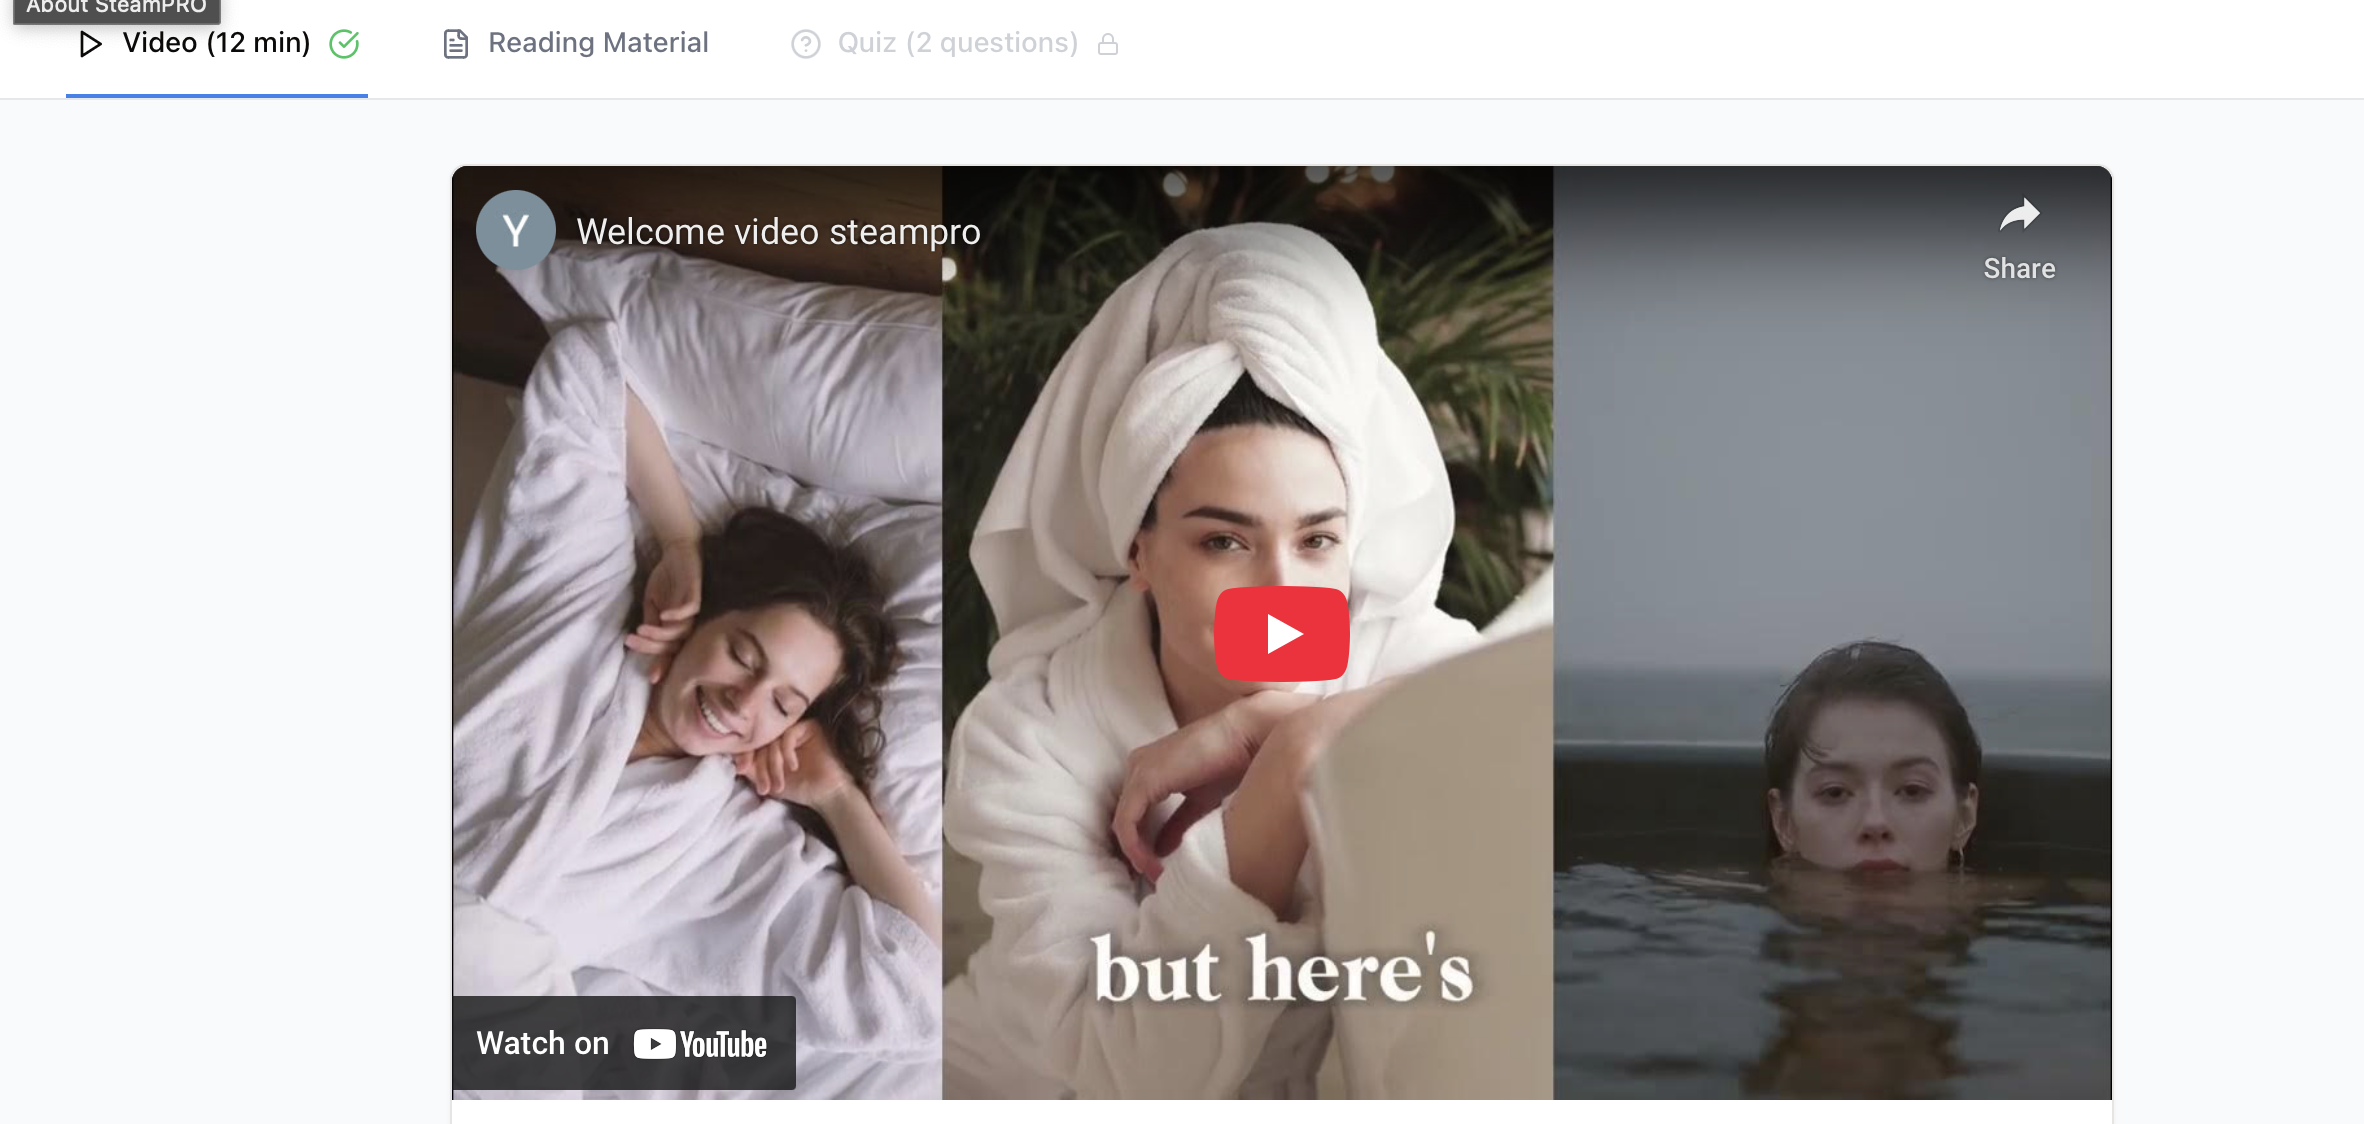 About SteamPRO
Video (12 min)
Reading Material
Quiz (2 questions)
Y
Welcome video steampro
Share
but here's
Watch on YouTube